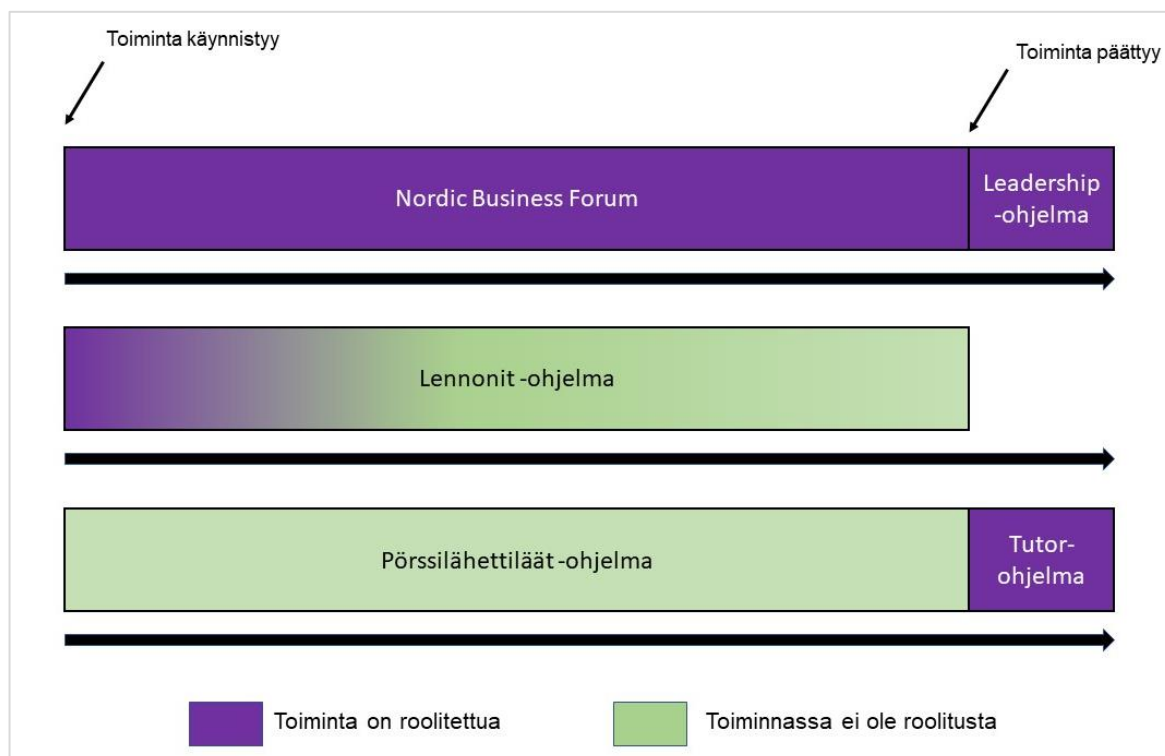 Toiminta käynnistyy
Toiminta päättyy
Nordic Business Forum
Leadership
-ohjelma
Lennonit -ohjelma
Pörssilähettiläät -ohjelma
Tutor-
ohjelma
Toiminta on roolitettua
Toiminnassa ei ole roolitusta